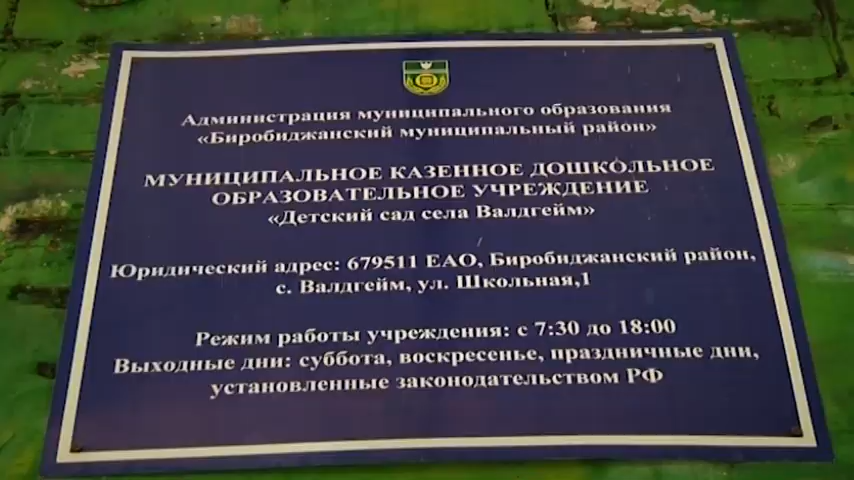 Администрация муниципального образования
«Биробиджанский муниципальный район»
МУНИЦИПАЛЬНОЕ КАЗЕННОЕ ДОШКОЛЬНОЕ
ОБРАЗОВАТЕЛЬНОЕ УЧРЕЖДЕНИЕ
«Детский сад села Валдгейм»
Юридический адрес: 679511 ЕАО, Биробиджанский район,
с. Валдгейм, ул. Школьная,1
Режим работы учреждения: с 7:30 до 18:00
Выходные дни: суббота, воскресенье, праздничные дни,
установленные законодательством РФ